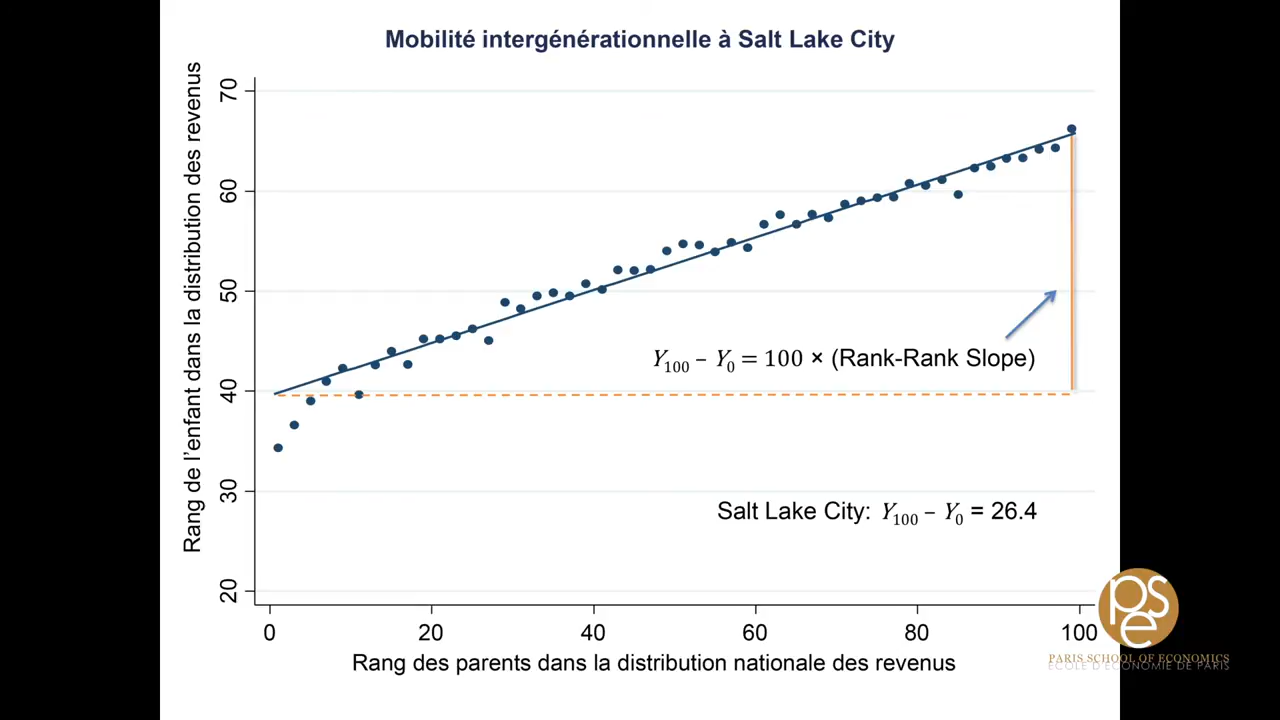 Mobilité intergénérationnelle à Salt Lake City
Rang de l'enfant dans la distribution des revenus
70
60
50
40
30
20
Y100 – Y0 = 100 × (Rank-Rank Slope)
Salt Lake City: Y100 – Y0 = 26.4
0 20 40 60 80 100
Rang des parents dans la distribution nationale des revenus
pse
PARIS SCHOOL OF ECONOMICS
ECOLE D'ECONOMIE DE PARIS